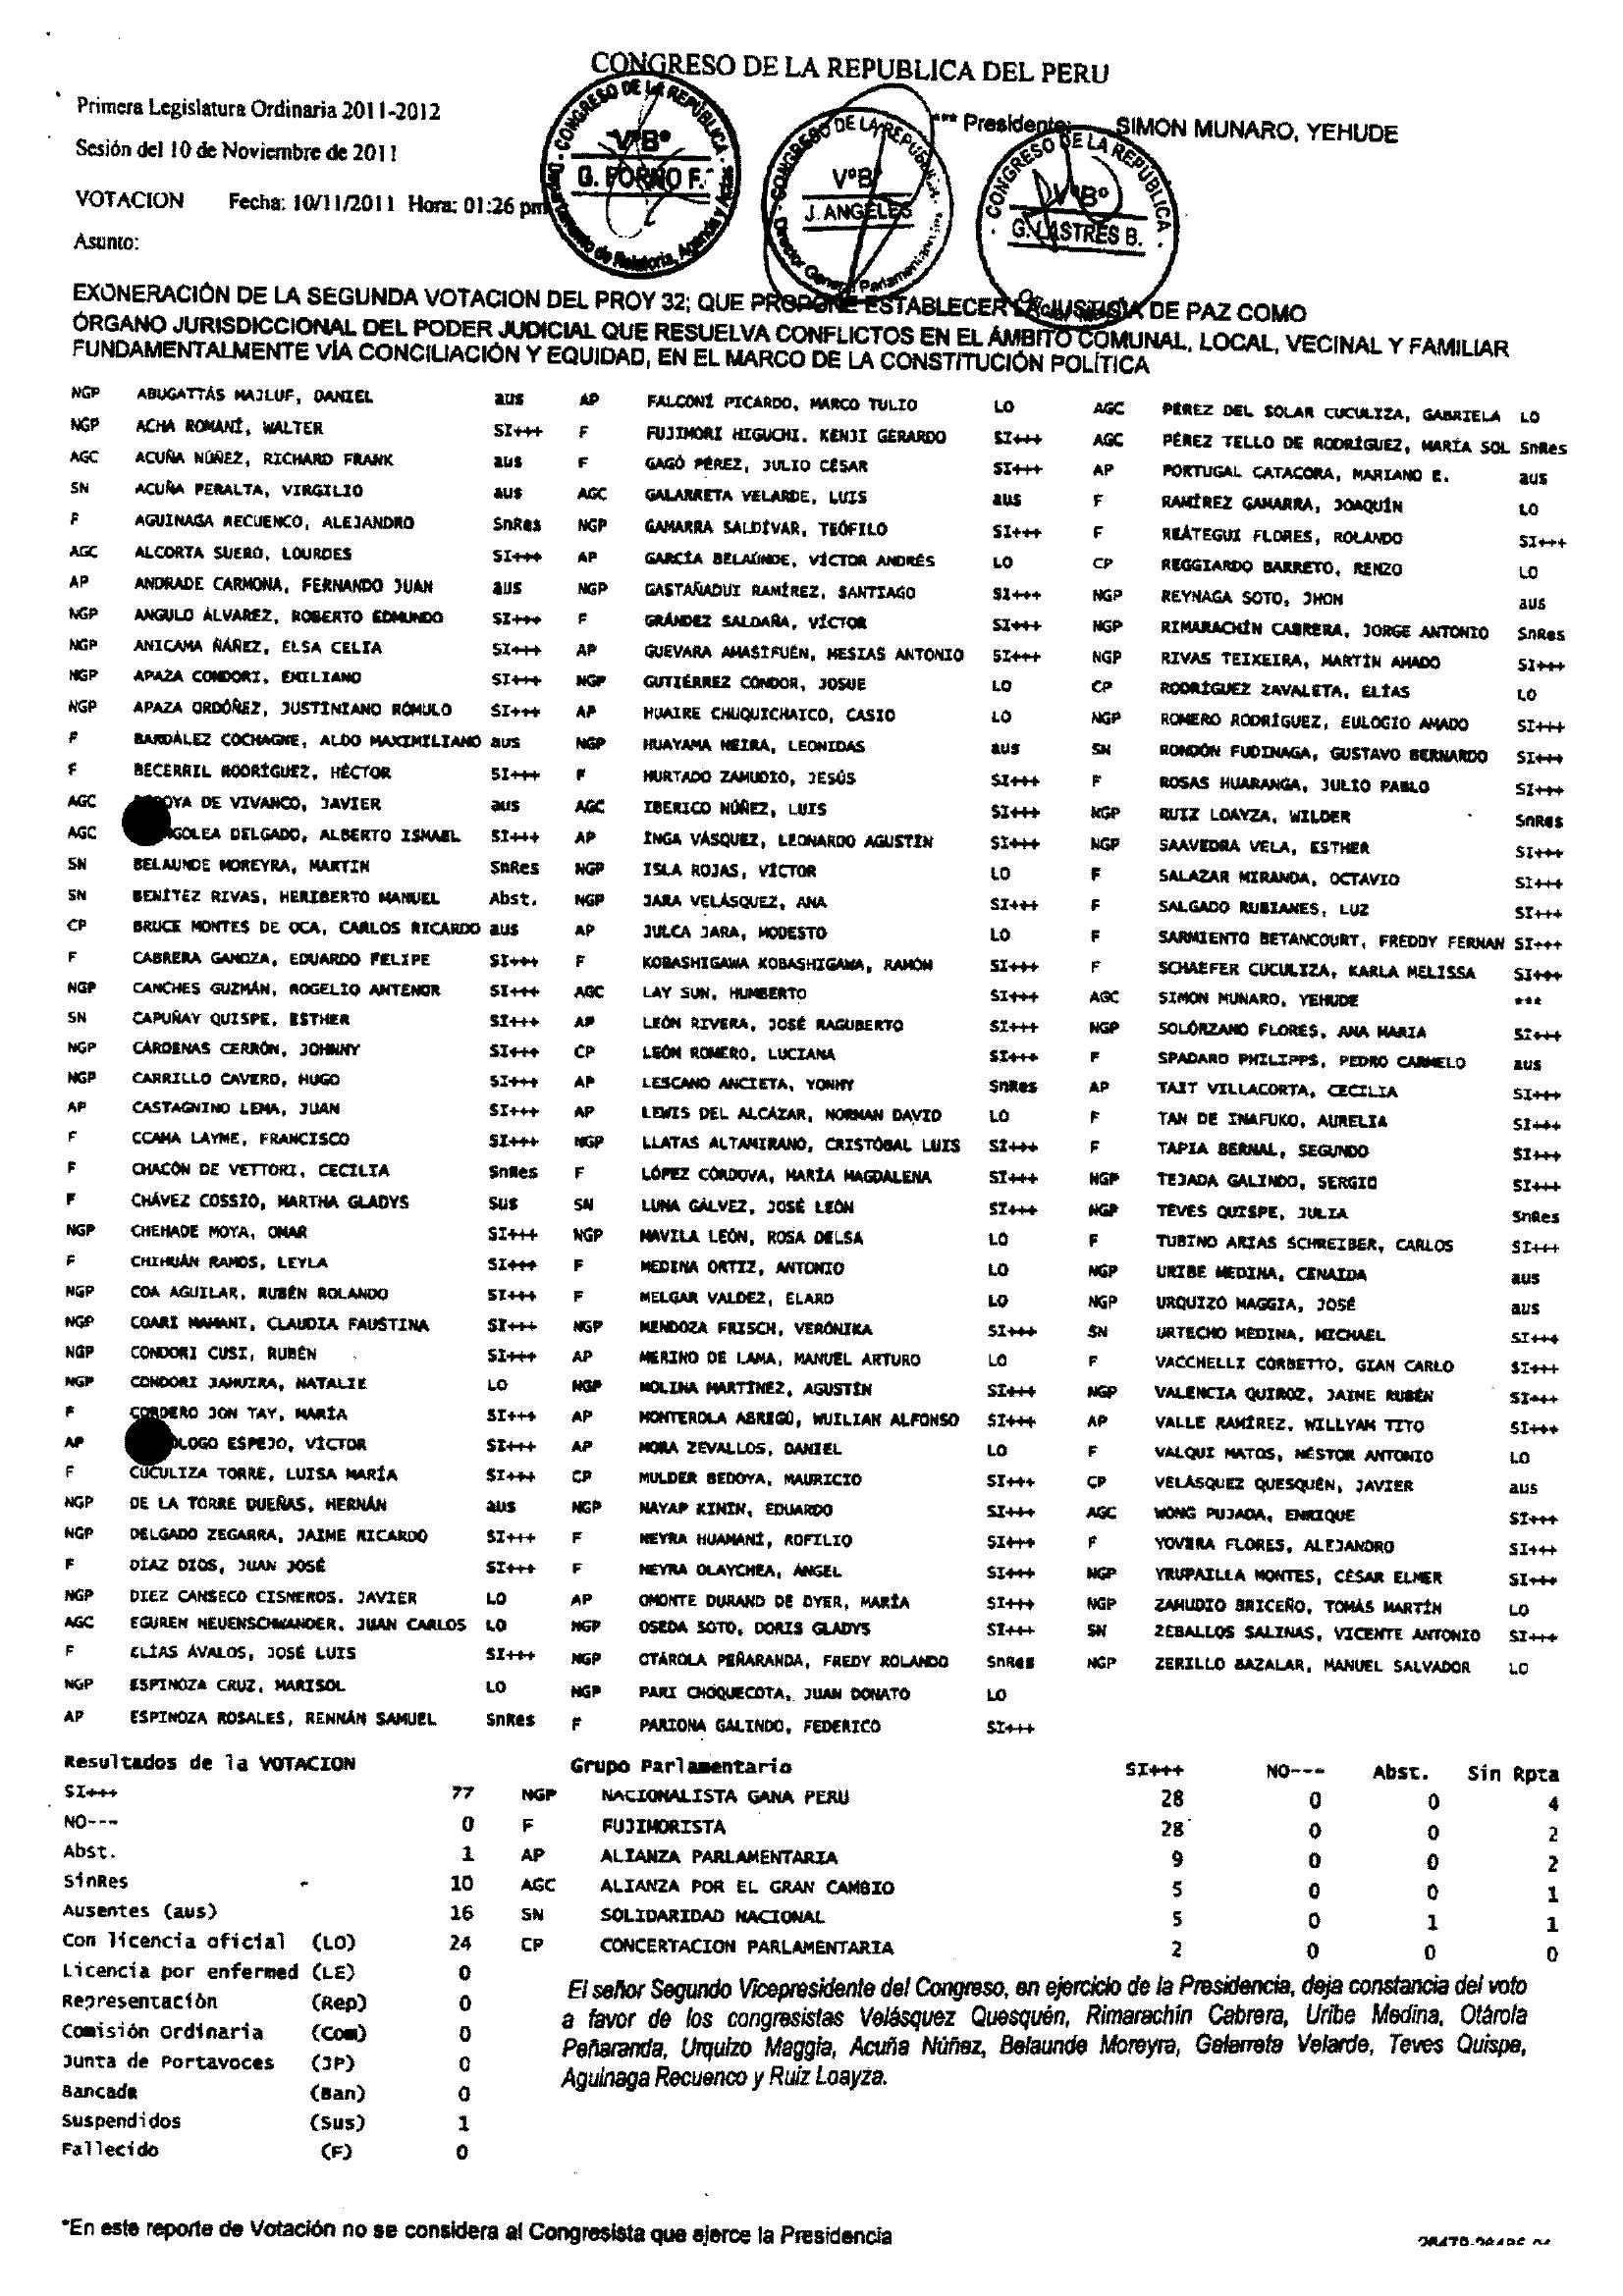 CONGRESO DE LA REPUBLICA DEL PERU
Primera Legislatura Ordinaria 2011-2012
*** Presidente: SIMON MUNARO, YEHUDE
Sesión del 10 de Noviembre de 2011
VOTACION Fecha: 10/11/2011 Hora: 01:26 pm
Asunto:
CONGRESO DE LA REPÚBLICA
VºBº
G. FORNO F.
Departamento de Relatoría, Agenda y Actas
CONGRESO DE LA REPÚBLICA
VºBº
J. ANGELES
Director General Parlamentario
CONGRESO DE LA REPÚBLICA
VºBº
G. LASTRES B.
EXONERACIÓN DE LA SEGUNDA VOTACION DEL PROY 32; QUE PROPONE ESTABLECER LA JUSTICIA DE PAZ COMO
ÓRGANO JURISDICCIONAL DEL PODER JUDICIAL QUE RESUELVA CONFLICTOS EN EL ÁMBITO COMUNAL, LOCAL, VECINAL Y FAMILIAR
FUNDAMENTALMENTE VÍA CONCILIACIÓN Y EQUIDAD, EN EL MARCO DE LA CONSTITUCIÓN POLÍTICA
NGP ABUGATTÁS MAJLUF, DANIEL aus AP FALCONÍ PICARDO, MARCO TULIO LO AGC PÉREZ DEL SOLAR CUCULIZA, GABRIELA LO
NGP ACHA ROMANÍ, WALTER SI+++ F FUJIMORI HIGUCHI, KENJI GERARDO SI+++ AGC PÉREZ TELLO DE RODRÍGUEZ, MARÍA SOL SnRes
AGC ACUÑA NÚÑEZ, RICHARD FRANK aus F GAGÓ PÉREZ, JULIO CÉSAR SI+++ AP PORTUGAL CATACORA, MARIANO E. aus
SN ACUÑA PERALTA, VIRGILIO aus AGC GALARRETA VELARDE, LUIS aus F RAMÍREZ GAMARRA, JOAQUÍN LO
F AGUINAGA RECUENCO, ALEJANDRO SnRes NGP GAMARRA SALDÍVAR, TEÓFILO SI+++ F REÁTEGUI FLORES, ROLANDO SI+++
AGC ALCORTA SUERO, LOURDES SI+++ AP GARCÍA BELAÚNDE, VÍCTOR ANDRÉS LO CP REGGIARDO BARRETO, RENZO LO
AP ANDRADE CARMONA, FERNANDO JUAN aus NGP GASTAÑADUI RAMÍREZ, SANTIAGO SI+++ NGP REYNAGA SOTO, JHON aus
NGP ANGULO ÁLVAREZ, ROBERTO EDMUNDO SI+++ F GRÁNDEZ SALDAÑA, VÍCTOR SI+++ NGP RIMARACHÍN CABRERA, JORGE ANTONIO SnRes
NGP ANICAMA ÑÁÑEZ, ELSA CELIA SI+++ AP GUEVARA AMASIFUÉN, MESIAS ANTONIO SI+++ NGP RIVAS TEIXEIRA, MARTÍN AMADO SI+++
NGP APAZA CONDORI, EMILIANO SI+++ NGP GUTIÉRREZ CÓNDOR, JOSUE LO CP RODRÍGUEZ ZAVALETA, ELÍAS LO
NGP APAZA ORDÓÑEZ, JUSTINIANO RÓMULO SI+++ AP HUAIRE CHUQUICHAICO, CASIO LO NGP ROMERO RODRÍGUEZ, EULOGIO AMADO SI+++
F BARDÁLEZ COCHAGNE, ALDO MAXIMILIANO aus NGP HUAYAMA NEIRA, LEONIDAS aus SN RONDÓN FUDINAGA, GUSTAVO BERNARDO SI+++
F BECERRIL RODRÍGUEZ, HÉCTOR SI+++ F HURTADO ZAMUDIO, JESÚS SI+++ F ROSAS HUARANGA, JULIO PABLO SI+++
AGC OYA DE VIVANCO, JAVIER aus AGC IBERICO NÚÑEZ, LUIS SI+++ NGP RUIZ LOAYZA, WILDER SnRes
AGC GOLEA DELGADO, ALBERTO ISMAEL SI+++ AP INGA VÁSQUEZ, LEONARDO AGUSTÍN SI+++ NGP SAAVEDRA VELA, ESTHER SI+++
SN BELAUNDE MOREYRA, MARTIN SnRes NGP ISLA ROJAS, VÍCTOR LO F SALAZAR MIRANDA, OCTAVIO SI+++
SN BENÍTEZ RIVAS, HERIBERTO MANUEL Abst. NGP JARA VELÁSQUEZ, ANA SI+++ F SALGADO RUBIANES, LUZ SI+++
CP BRUCE MONTES DE OCA, CARLOS RICARDO aus AP JULCA JARA, MODESTO LO F SARMIENTO BETANCOURT, FREDDY FERNAN SI+++
F CABRERA GANOZA, EDUARDO FELIPE SI+++ F KOBASHIGAWA KOBASHIGAWA, RAMÓN SI+++ F SCHAEFER CUCULIZA, KARLA MELISSA SI+++
NGP CANCHES GUZMÁN, ROGELIO ANTENOR SI+++ AGC LAY SUN, HUMBERTO SI+++ AGC SIMON MUNARO, YEHUDE ***
SN CAPUÑAY QUISPE, ESTHER SI+++ AP LEÓN RIVERA, JOSÉ RAGUBERTO SI+++ NGP SOLÓRZANO FLORES, ANA MARIA SI+++
NGP CÁRDENAS CERRÓN, JOHNNY SI+++ CP LEÓN ROMERO, LUCIANA SI+++ F SPADARO PHILIPPS, PEDRO CARMELO aus
NGP CARRILLO CAVERO, HUGO SI+++ AP LESCANO ANCIETA, YONHY SnRes AP TAIT VILLACORTA, CECILIA SI+++
AP CASTAGNINO LEMA, JUAN SI+++ AP LEWIS DEL ALCÁZAR, NORMAN DAVID LO F TAN DE INAFUKO, AURELIA SI+++
F CCAMA LAYME, FRANCISCO SI+++ NGP LLATAS ALTAMIRANO, CRISTÓBAL LUIS SI+++ F TAPIA BERNAL, SEGUNDO SI+++
F CHACÓN DE VETTORI, CECILIA SnRes F LÓPEZ CÓRDOVA, MARÍA MAGDALENA SI+++ NGP TEJADA GALINDO, SERGIO SI+++
F CHÁVEZ COSSIO, MARTHA GLADYS Sus SN LUNA GÁLVEZ, JOSÉ LEÓN SI+++ NGP TEVES QUISPE, JULIA SnRes
NGP CHEHADE MOYA, OMAR SI+++ NGP MAVILA LEÓN, ROSA DELSA LO F TUBINO ARIAS SCHREIBER, CARLOS SI+++
F CHIHUÁN RAMOS, LEYLA SI+++ F MEDINA ORTIZ, ANTONIO LO NGP URIBE MEDINA, CENAIDA aus
NGP COA AGUILAR, RUBÉN ROLANDO SI+++ F MELGAR VALDEZ, ELARD LO NGP URQUIZO MAGGIA, JOSÉ aus
NGP COARI MAMANI, CLAUDIA FAUSTINA SI+++ NGP MENDOZA FRISCH, VERÓNIKA SI+++ SN URTECHO MEDINA, MICHAEL SI+++
NGP CONDORI CUSI, RUBÉN SI+++ AP MERINO DE LAMA, MANUEL ARTURO LO F VACCHELLI CORBETTO, GIAN CARLO SI+++
NGP CONDORI JAHUIRA, NATALIE LO NGP MOLINA MARTÍNEZ, AGUSTÍN SI+++ NGP VALENCIA QUIROZ, JAIME RUBÉN SI+++
F CORDERO JON TAY, MARÍA SI+++ AP MONTEROLA ABREGÚ, WUILIAN ALFONSO SI+++ AP VALLE RAMÍREZ, WILLYAM TITO SI+++
AP LOGO ESPEJO, VÍCTOR SI+++ AP MORA ZEVALLOS, DANIEL LO F VALQUI MATOS, NÉSTOR ANTONIO LO
F CUCULIZA TORRE, LUISA MARÍA SI+++ CP MULDER BEDOYA, MAURICIO SI+++ CP VELÁSQUEZ QUESQUÉN, JAVIER aus
NGP DE LA TORRE DUEÑAS, HERNÁN aus NGP NAYAP KININ, EDUARDO SI+++ AGC WONG PUJADA, ENRIQUE SI+++
NGP DELGADO ZEGARRA, JAIME RICARDO SI+++ F NEYRA HUAMANÍ, ROFILIO SI+++ F YOVERA FLORES, ALEJANDRO SI+++
F DÍAZ DIOS, JUAN JOSÉ SI+++ F NEYRA OLAYCHEA, ÁNGEL SI+++ NGP YRUPAILLA MONTES, CÉSAR ELMER SI+++
NGP DIEZ CANSECO CISNEROS, JAVIER LO AP OMONTE DURAND DE DYER, MARÍA SI+++ NGP ZAMUDIO BRICEÑO, TOMÁS MARTÍN LO
AGC EGUREN NEUENSCHWANDER, JUAN CARLOS LO NGP OSEDA SOTO, DORIS GLADYS SI+++ SN ZEBALLOS SALINAS, VICENTE ANTONIO SI+++
F ELÍAS ÁVALOS, JOSÉ LUIS SI+++ NGP OTÁROLA PEÑARANDA, FREDY ROLANDO SnRes NGP ZERILLO BAZALAR, MANUEL SALVADOR LO
NGP ESPINOZA CRUZ, MARISOL LO NGP PARI CHOQUECOTA, JUAN DONATO LO
AP ESPINOZA ROSALES, RENNÁN SAMUEL SnRes F PARIONA GALINDO, FEDERICO SI+++
Resultados de la VOTACION Grupo Parlamentario SI+++ NO--- Abst. Sin Rpta
SI+++ 77 NGP NACIONALISTA GANA PERU 28 0 0 4
NO--- 0 F FUJIMORISTA 28 0 0 2
Abst. 1 AP ALIANZA PARLAMENTARIA 9 0 0 2
SinRes 10 AGC ALIANZA POR EL GRAN CAMBIO 5 0 0 1
Ausentes (aus) 16 SN SOLIDARIDAD NACIONAL 5 0 1 1
Con licencia oficial (LO) 24 CP CONCERTACION PARLAMENTARIA 2 0 0 0
Licencia por enfermed (LE) 0
Representación (Rep) 0
Comisión Ordinaria (Com) 0
Junta de Portavoces (JP) 0
Bancada (Ban) 0
Suspendidos (Sus) 1
Fallecido (F) 0
El señor Segundo Vicepresidente del Congreso, en ejercicio de la Presidencia, deja constancia del voto
a favor de los congresistas Velásquez Quesquén, Rimarachín Cabrera, Uribe Medina, Otárola
Peñaranda, Urquizo Maggia, Acuña Núñez, Belaunde Moreyra, Galarreta Velarde, Teves Quispe,
Aguinaga Recuenco y Ruiz Loayza.
*En este reporte de Votación no se considera al Congresista que ejerce la Presidencia